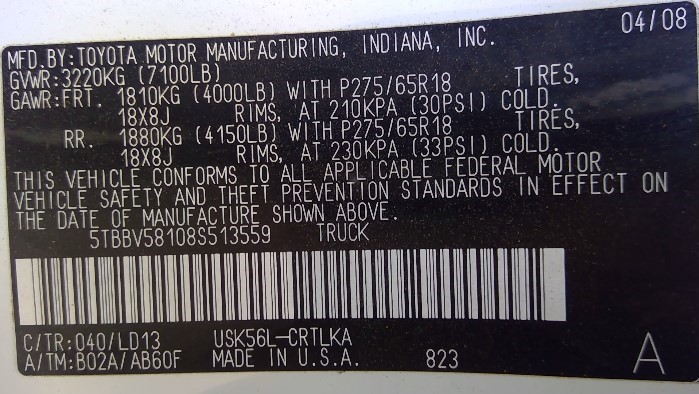 04/08
MFD.BY:TOYOTA MOTOR MANUFACTURING, INDIANA, INC.
GVWR:3220KG (7100LB)
GAWR:FRT. 1810KG (4000LB) WITH P275/65R18 TIRES,
18X8J RIMS, AT 210KPA (30PSI) COLD.
RR. 1880KG (4150LB) WITH P275/65R18 TIRES,
18X8J RIMS, AT 230KPA (33PSI) COLD.
THIS VEHICLE CONFORMS TO ALL APPLICABLE FEDERAL MOTOR
VEHICLE SAFETY AND THEFT PREVENTION STANDARDS IN EFFECT ON
THE DATE OF MANUFACTURE SHOWN ABOVE.
5TBBV58108S513559 TRUCK
C/TR:040/LD13 USK56L-CRTLKA
A/TM:B02A/AB60F MADE IN U.S.A. 823 A